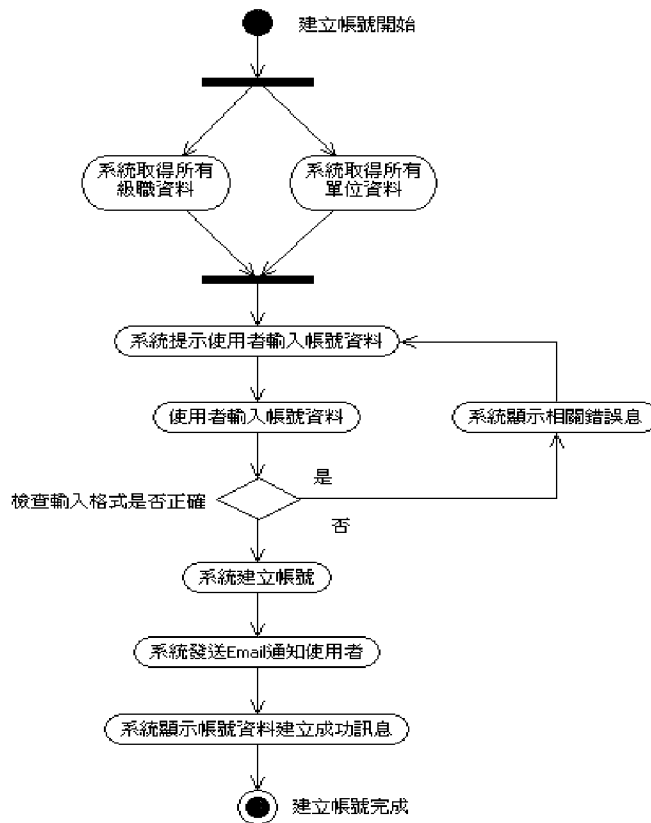 建立帳號開始
系統取得所有
級職資料
系統取得所有
單位資料
系統提示使用者輸入帳號資料
使用者輸入帳號資料
系統顯示相關錯誤息
是
檢查輸入格式是否正確
否
系統建立帳號
系統發送Email通知使用者
系統顯示帳號資料建立成功訊息
建立帳號完成